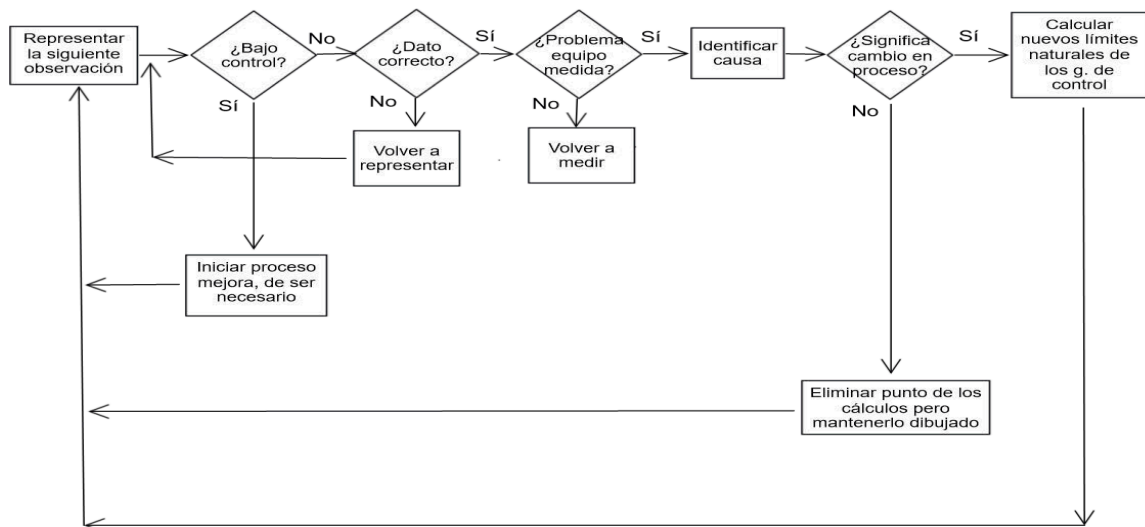 Representar
la siguiente
observación
¿Bajo
control?
No
Sí
¿Dato
correcto?
Sí
No
¿Problema
equipo
medida?
Sí
No
Identificar
causa
¿Significa
cambio en
proceso?
Sí
No
Calcular
nuevos límites
naturales de
los g. de
control
Volver a
representar
Volver a
medir
Iniciar proceso
mejora, de ser
necesario
Eliminar punto de los
cálculos pero
mantenerlo dibujado